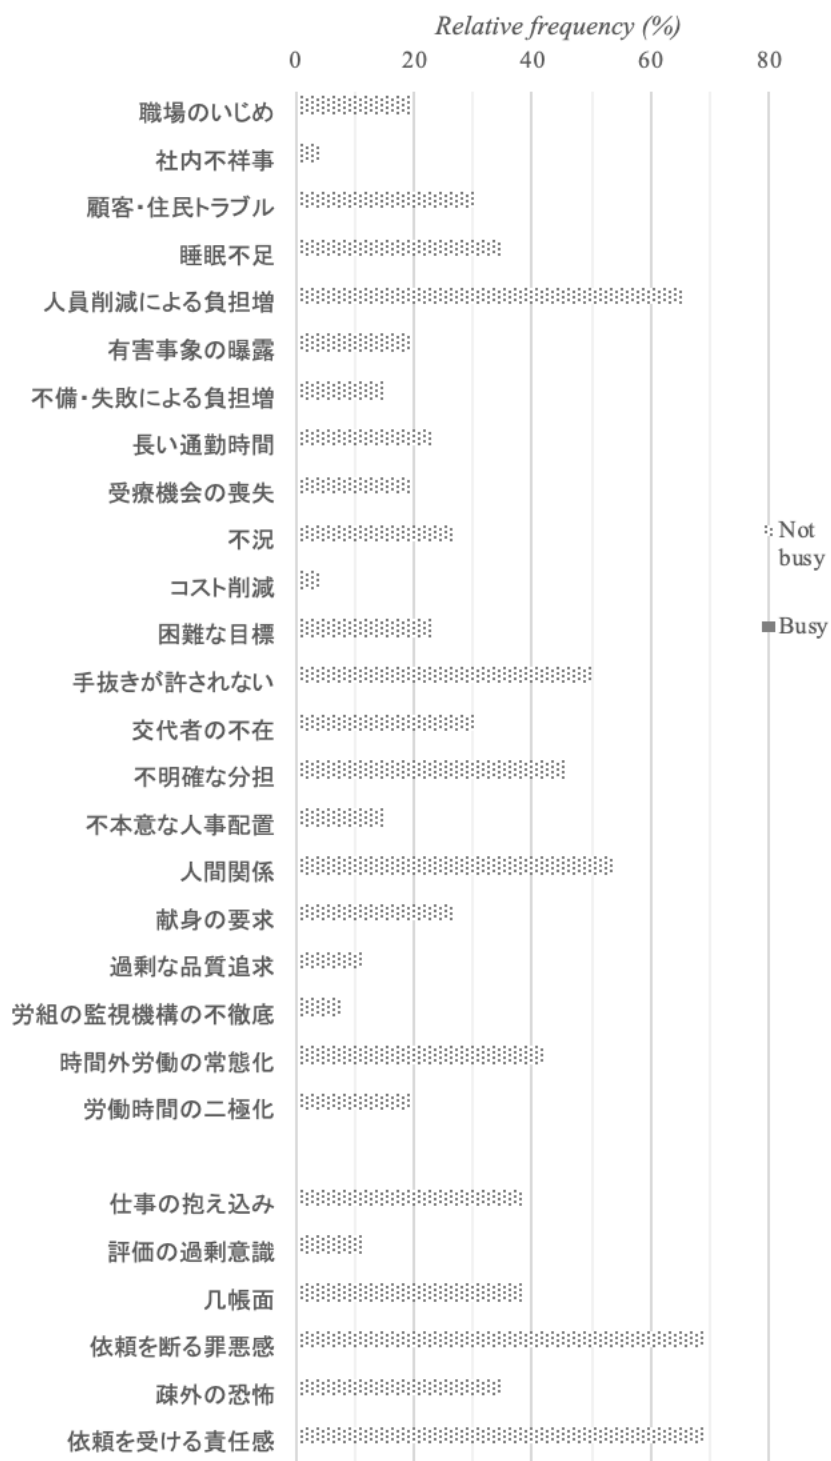 Relative frequency (%)
0 20 40 60 80
職場のいじめ
社内不祥事
顧客・住民トラブル
睡眠不足
人員削減による負担増
有害事象の曝露
不備・失敗による負担増
長い通勤時間
受療機会の喪失
不況
コスト削減
困難な目標
手抜きが許されない
交代者の不在
不明確な分担
不本意な人事配置
人間関係
献身の要求
過剰な品質追求
労組の監視機構の不徹底
時間外労働の常態化
労働時間の二極化
仕事の抱え込み
評価の過剰意識
几帳面
依頼を断る罪悪感
疎外の恐怖
依頼を受ける責任感
Not
busy
Busy